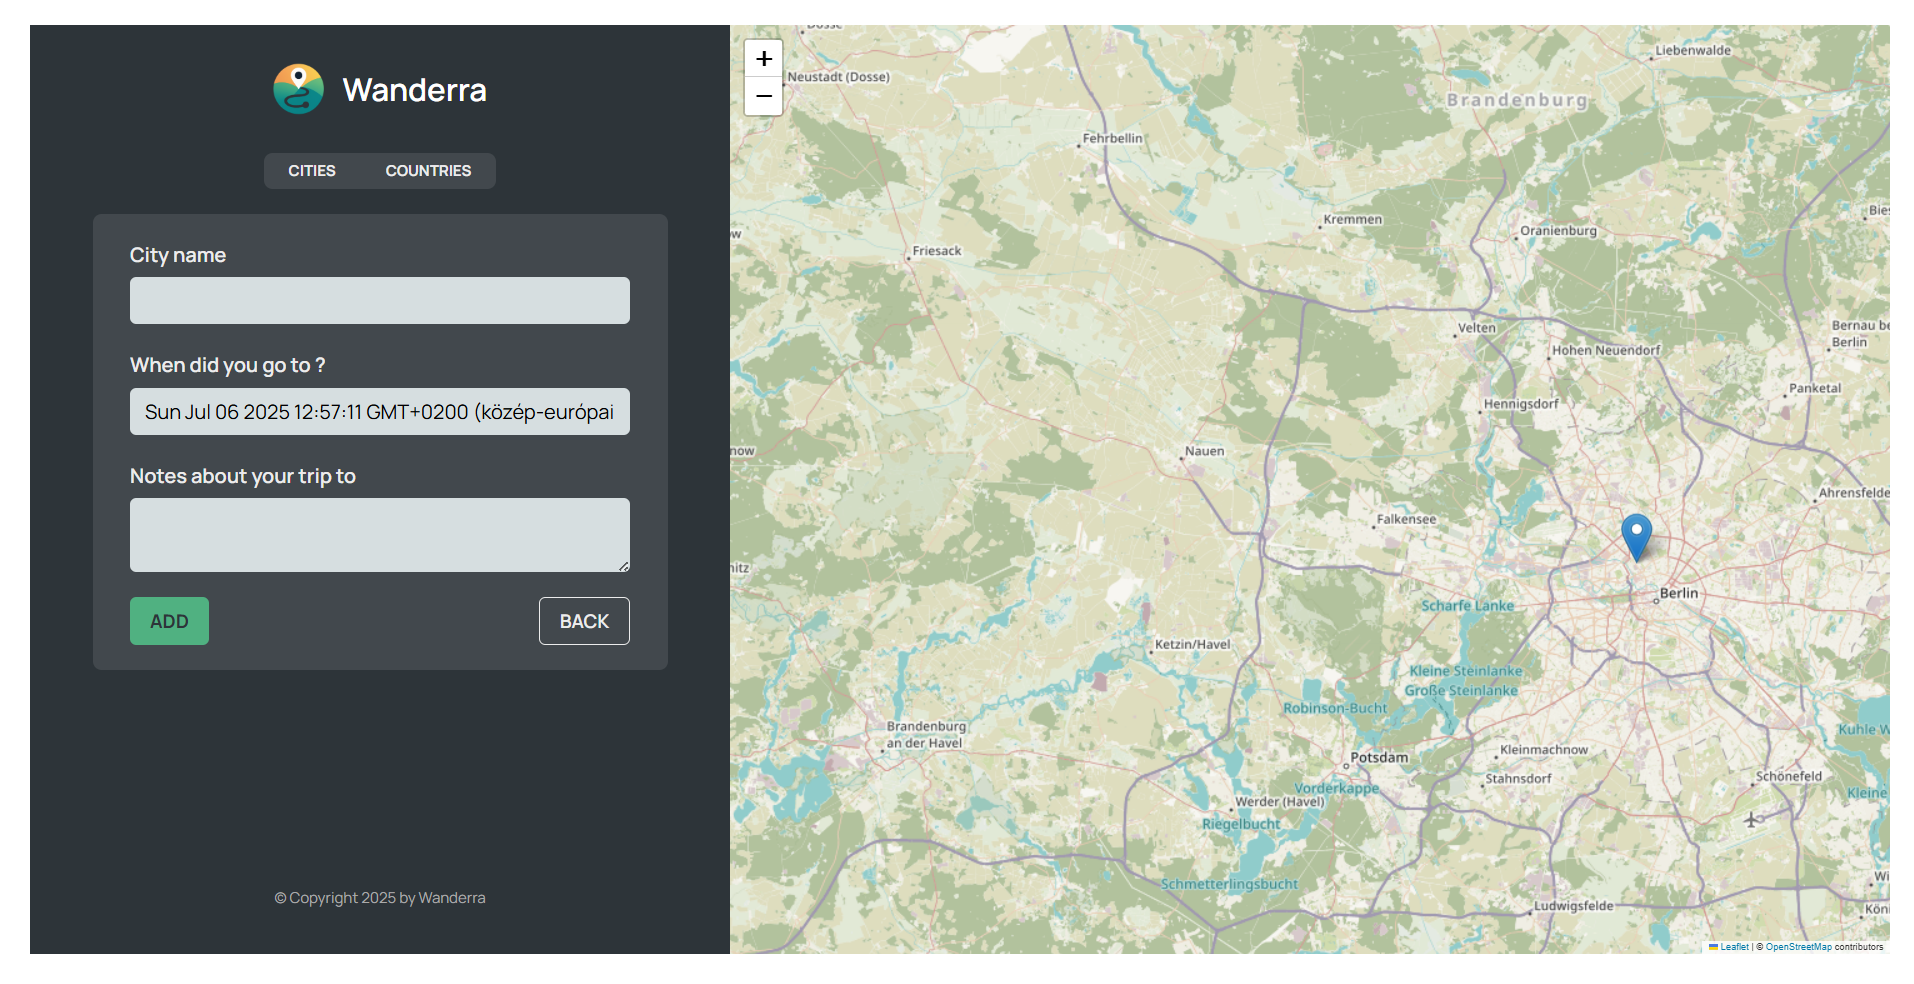 Wanderra
CITIES
COUNTRIES
City name
When did you go to ?
Sun Jul 06 2025 12:57:11 GMT+0200 (közép-európai
Notes about your trip to
ADD
BACK
© Copyright 2025 by Wanderra
+
−
Neustadt (Dosse)
Liebenwalde
Brandenburg
Fehrbellin
Kremmen
Oranienburg
Friesack
Velten
Bernau be
Berlin
Hohen Neuendorf
Panketal
Hennigsdorf
Nauen
Ahrensfelde
Falkensee
Berlin
Scharfe Lanke
Ketzin/Havel
Kleine Steinlanke
Große Steinlanke
Robinson-Bucht
Brandenburg
an der Havel
Kuhle W
Kleinmachnow
Potsdam
Stahnsdorf
Schönefeld
Vorderkappe
Kleine
Werder (Havel)
Riegelbucht
Schmetterlingsbucht
Ludwigsfelde
Leaflet | © OpenStreetMap contributors